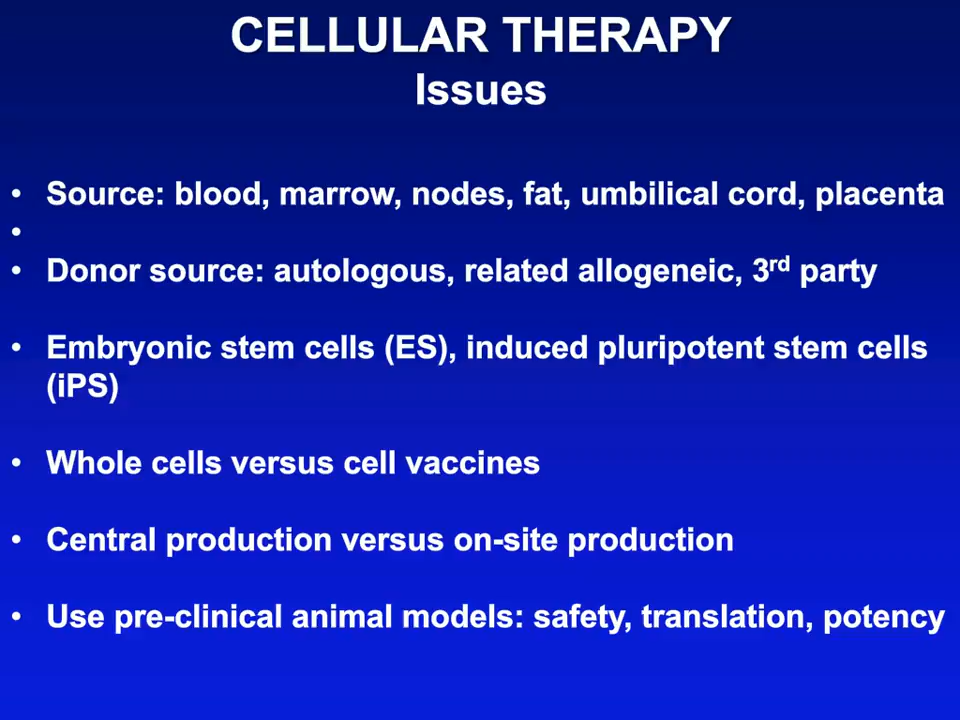 CELLULAR THERAPY
Issues
• Source: blood, marrow, nodes, fat, umbilical cord, placenta
•
• Donor source: autologous, related allogeneic, 3rd party
• Embryonic stem cells (ES), induced pluripotent stem cells
(iPS)
• Whole cells versus cell vaccines
• Central production versus on-site production
• Use pre-clinical animal models: safety, translation, potency